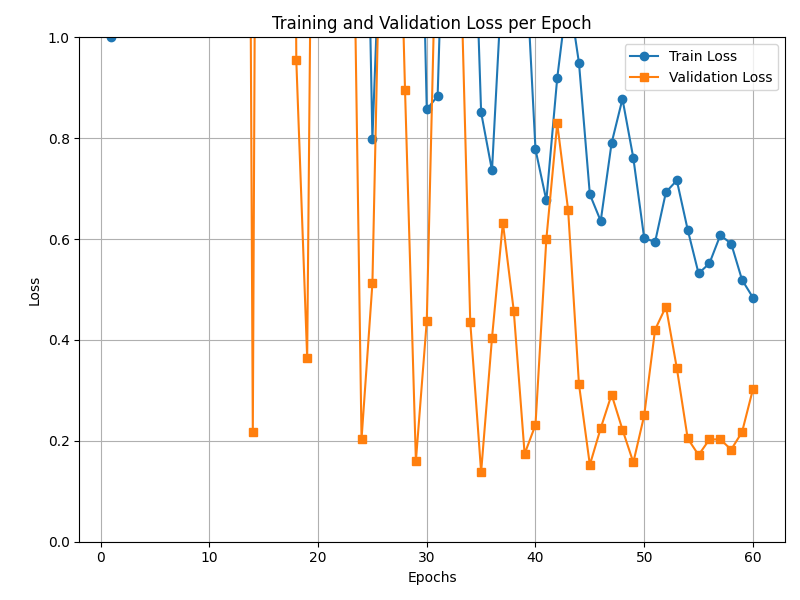 Training and Validation Loss per Epoch
Train Loss
Validation Loss
Loss
1.0
0.8
0.6
0.4
0.2
0.0
0 10 20 30 40 50 60
Epochs